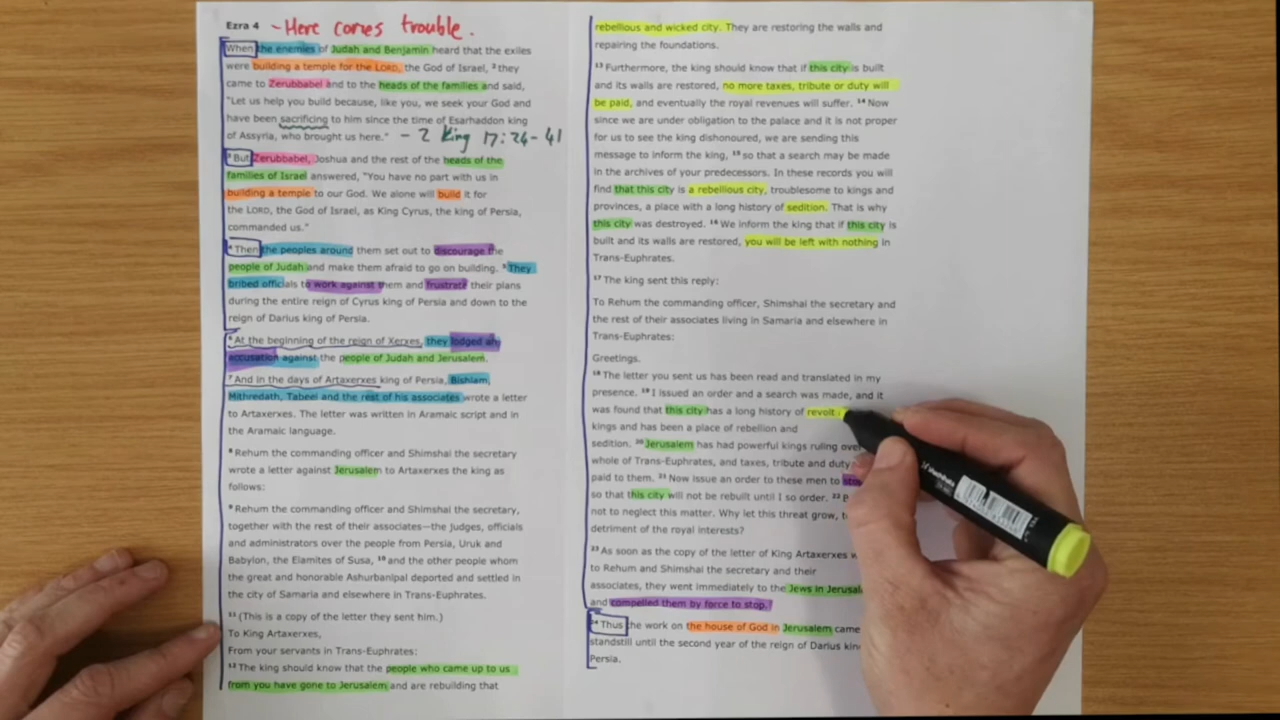 Ezra 4 - Here comes trouble.
When the enemies of Judah and Benjamin heard that the exiles
were building a temple for the LORD, the God of Israel, ² they
came to Zerubbabel and to the heads of the families and said,
"Let us help you build because, like you, we seek your God and
have been sacrificing to him since the time of Esarhaddon king
of Assyria, who brought us here." - 2 King 17:24-41
³ But Zerubbabel, Joshua and the rest of the heads of the
families of Israel answered, "You have no part with us in
building a temple to our God. We alone will build it for
the LORD, the God of Israel, as King Cyrus, the king of Persia,
commanded us."
⁴ Then the peoples around them set out to discourage the
people of Judah and make them afraid to go on building. ⁵ They
bribed officials to work against them and frustrate their plans
during the entire reign of Cyrus king of Persia and down to the
reign of Darius king of Persia.
⁶ At the beginning of the reign of Xerxes, they lodged an
accusation against the people of Judah and Jerusalem.
⁷ And in the days of Artaxerxes king of Persia, Bishlam,
Mithredath, Tabeel and the rest of his associates wrote a letter
to Artaxerxes. The letter was written in Aramaic script and in
the Aramaic language.
⁸ Rehum the commanding officer and Shimshai the secretary
wrote a letter against Jerusalem to Artaxerxes the king as
follows:
⁹ Rehum the commanding officer and Shimshai the secretary,
together with the rest of their associates—the judges, officials
and administrators over the people from Persia, Uruk and
Babylon, the Elamites of Susa, ¹⁰ and the other people whom
the great and honorable Ashurbanipal deported and settled in
the city of Samaria and elsewhere in Trans-Euphrates.
¹¹ (This is a copy of the letter they sent him.)
To King Artaxerxes,
From your servants in Trans-Euphrates:
¹² The king should know that the people who came up to us
from you have gone to Jerusalem and are rebuilding that
rebellious and wicked city. They are restoring the walls and
repairing the foundations.
¹³ Furthermore, the king should know that if this city is built
and its walls are restored, no more taxes, tribute or duty will
be paid, and eventually the royal revenues will suffer. ¹⁴ Now
since we are under obligation to the palace and it is not proper
for us to see the king dishonoured, we are sending this
message to inform the king, ¹⁵ so that a search may be made
in the archives of your predecessors. In these records you will
find that this city is a rebellious city, troublesome to kings and
provinces, a place with a long history of sedition. That is why
this city was destroyed. ¹⁶ We inform the king that if this city is
built and its walls are restored, you will be left with nothing in
Trans-Euphrates.
¹⁷ The king sent this reply:
To Rehum the commanding officer, Shimshai the secretary and
the rest of their associates living in Samaria and elsewhere in
Trans-Euphrates:
Greetings.
¹⁸ The letter you sent us has been read and translated in my
presence. ¹⁹ I issued an order and a search was made, and it
was found that this city has a long history of revolt
kings and has been a place of rebellion and
sedition. ²⁰ Jerusalem has had powerful kings ruling over
whole of Trans-Euphrates, and taxes, tribute and duty
paid to them. ²¹ Now issue an order to these men to
so that this city will not be rebuilt until I so order. ²²
not to neglect this matter. Why let this threat grow,
detriment of the royal interests?
²³ As soon as the copy of the letter of King Artaxerxes
to Rehum and Shimshai the secretary and their
associates, they went immediately to the Jews in
and compelled them by force to stop.
²⁴ Thus the work on the house of God in Jerusalem came
standstill until the second year of the reign of Darius
Persia.